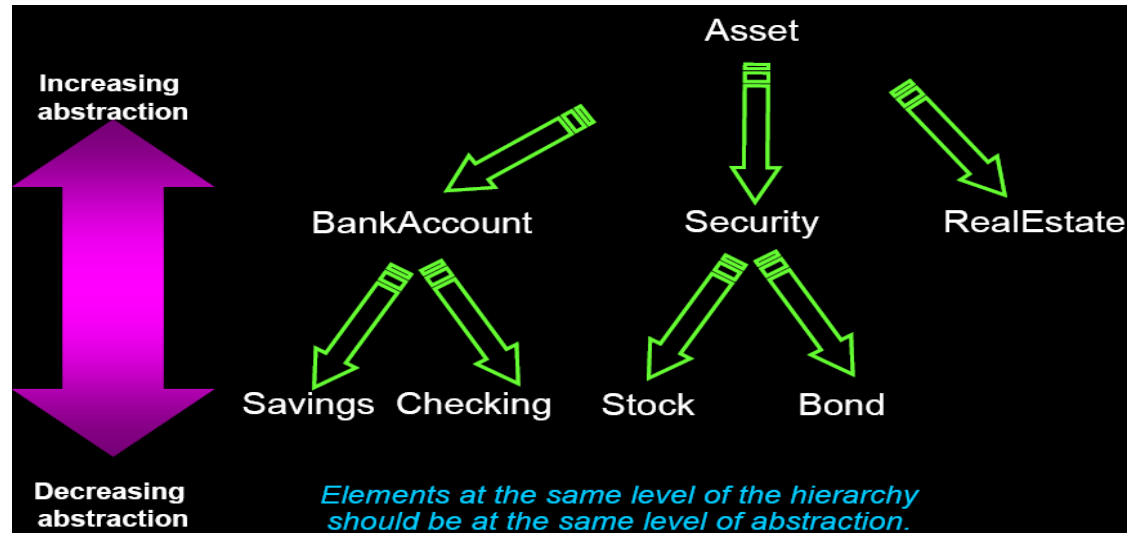 Asset
Increasing
abstraction
BankAccount
Security
RealEstate
Savings
Checking
Stock
Bond
Decreasing
abstraction
Elements at the same level of the hierarchy
should be at the same level of abstraction.